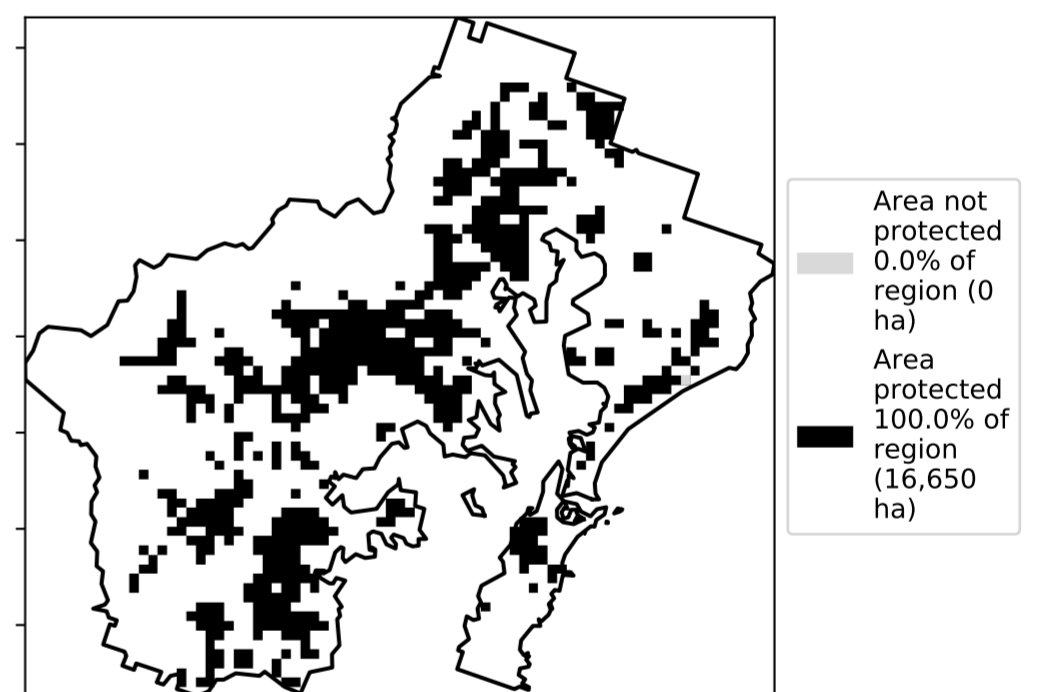 Area not
protected
0.0% of
region (0
ha)
Area
protected
100.0% of
region
(16,650
ha)